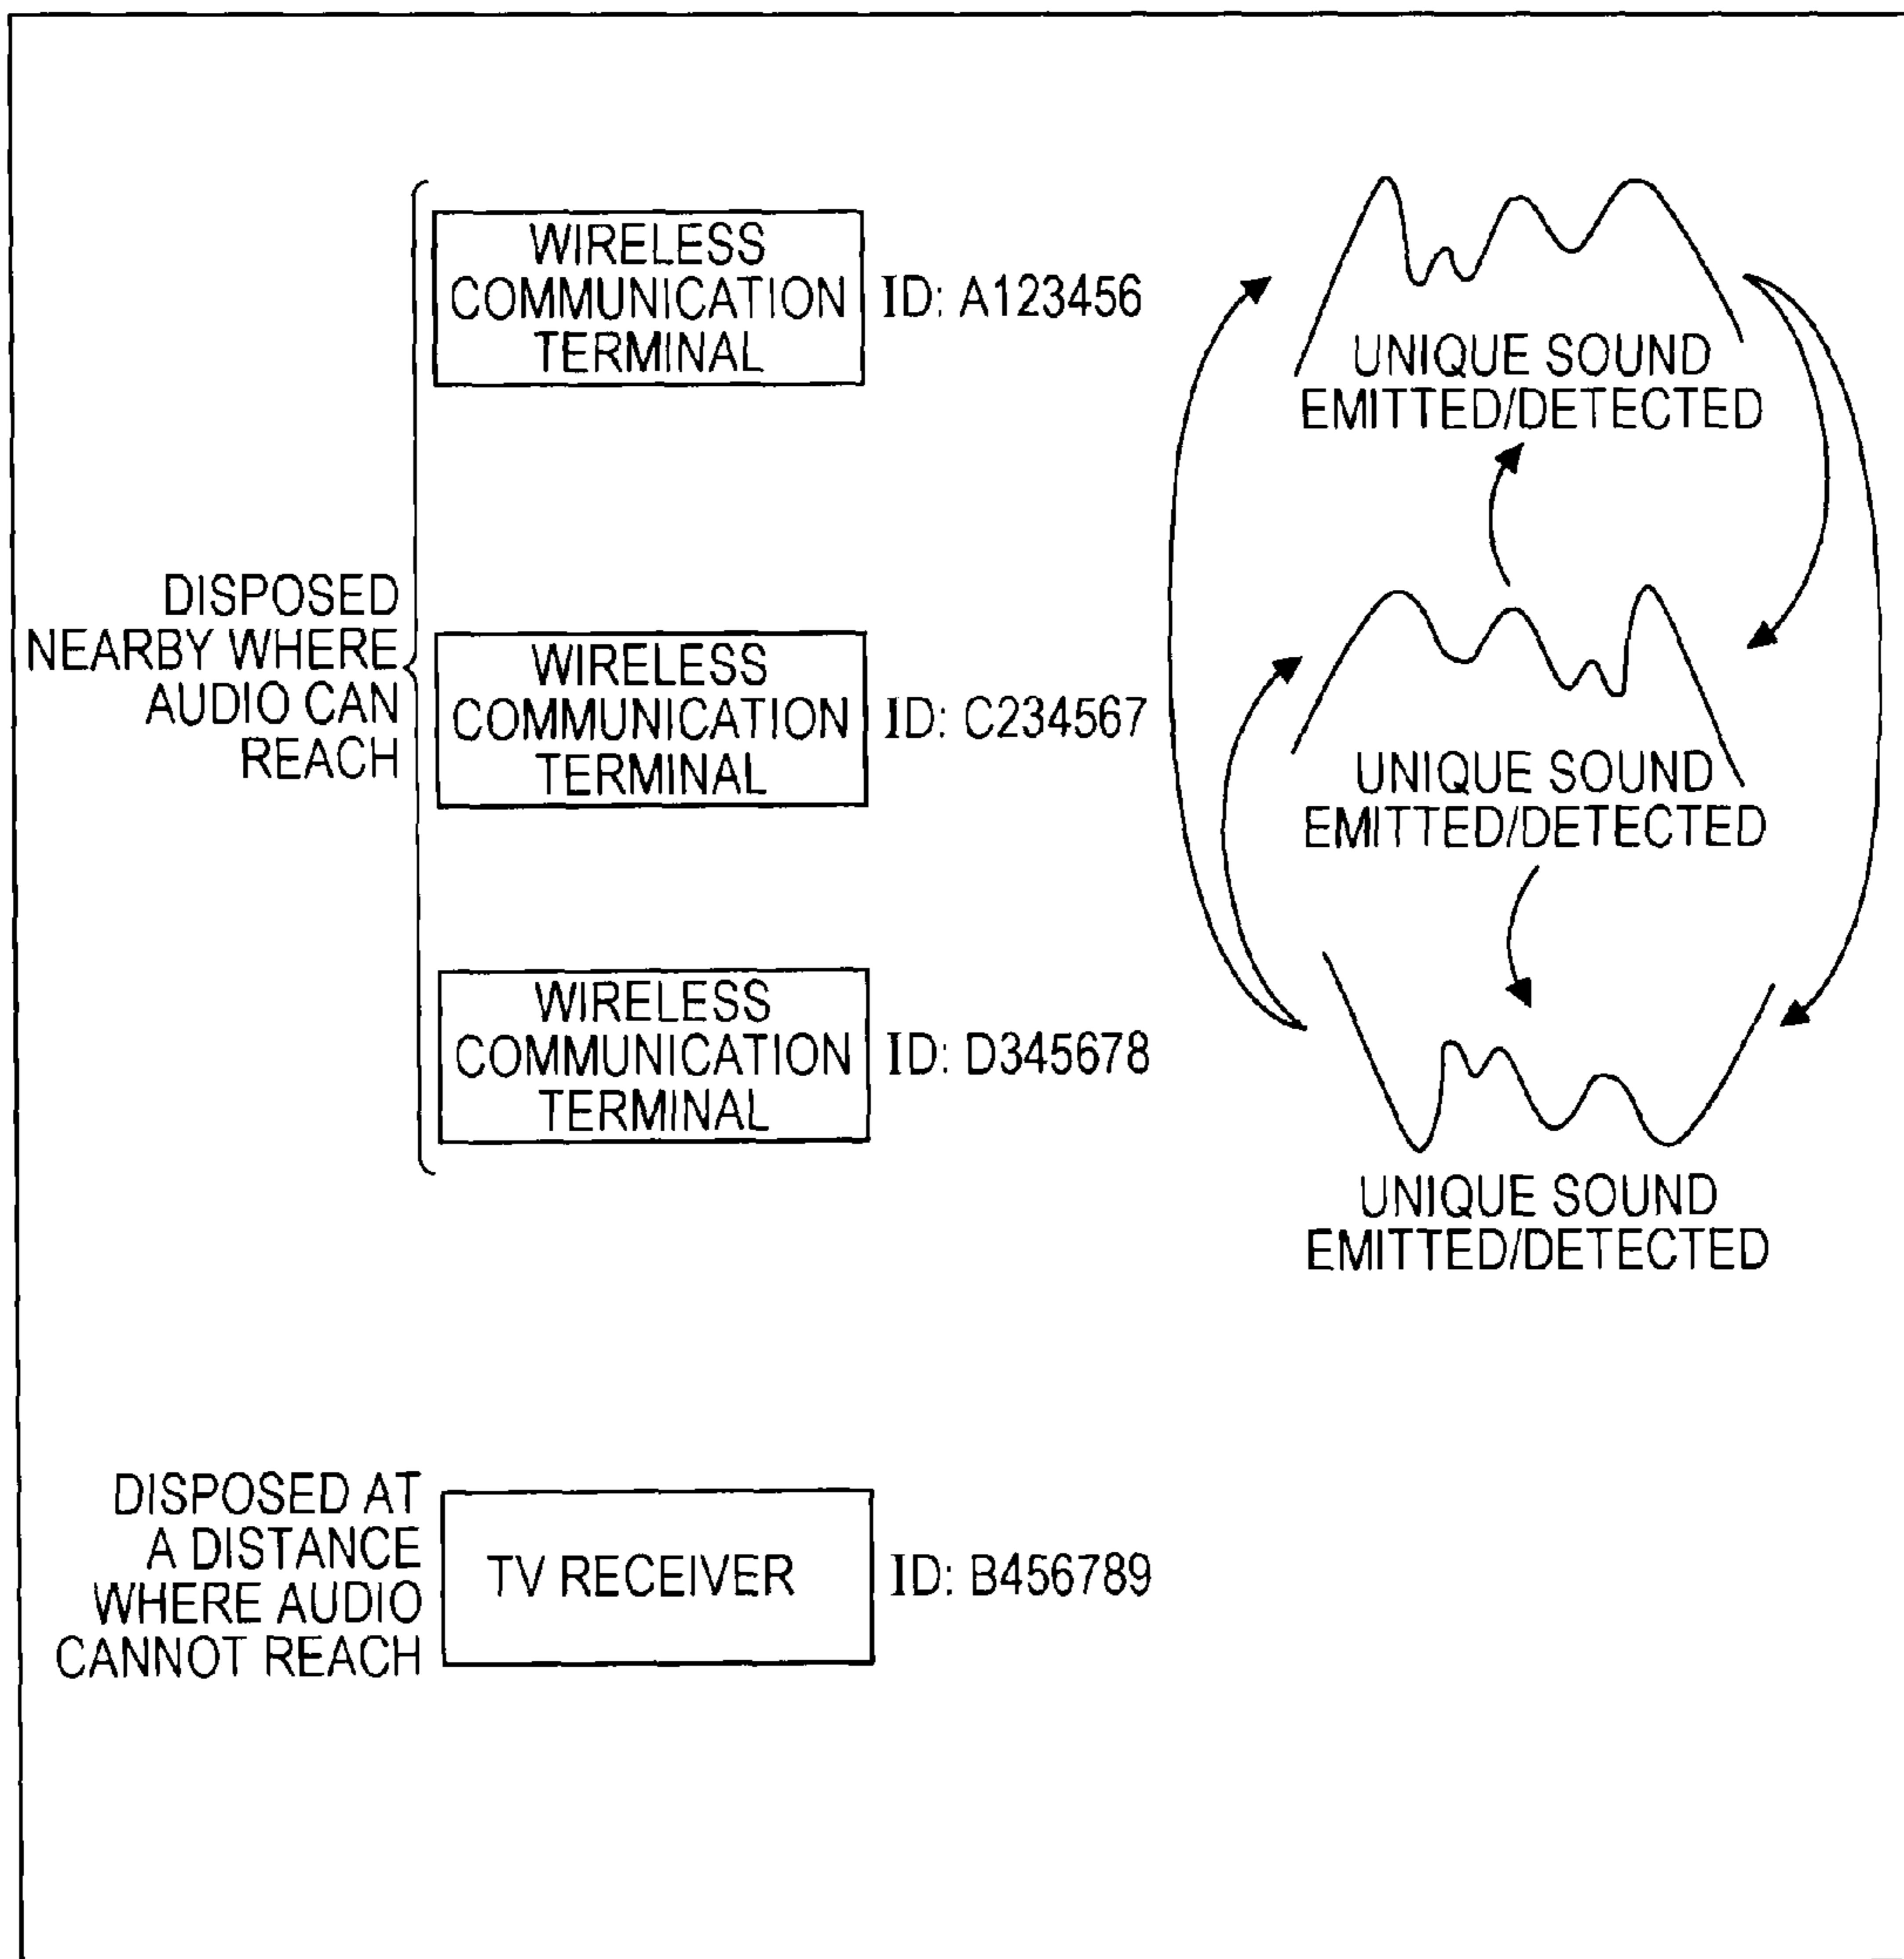 WIRELESS
COMMUNICATION
TERMINAL
ID: A123456
UNIQUE SOUND
EMITTED/DETECTED
DISPOSED
NEARBY WHERE
AUDIO CAN
REACH
WIRELESS
COMMUNICATION
TERMINAL
ID: C234567
UNIQUE SOUND
EMITTED/DETECTED
WIRELESS
COMMUNICATION
TERMINAL
ID: D345678
UNIQUE SOUND
EMITTED/DETECTED
DISPOSED AT
A DISTANCE
WHERE AUDIO
CANNOT REACH
TV RECEIVER
ID: B456789